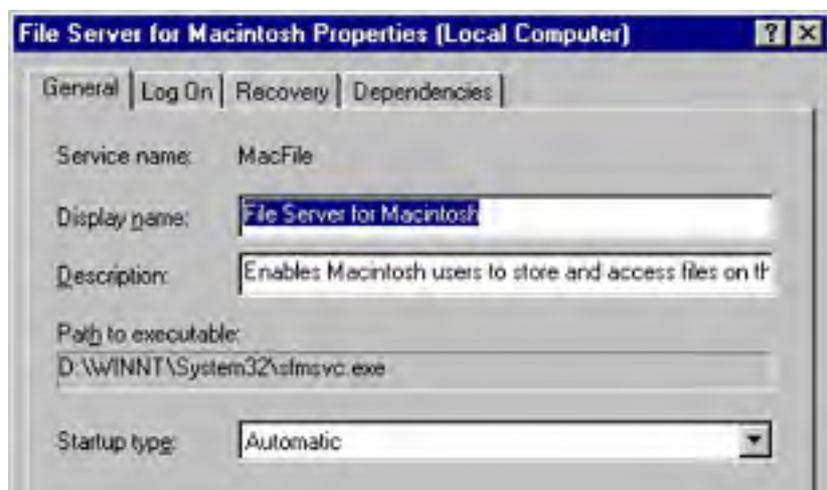 File Server for Macintosh Properties (Local Computer)
General Log On Recovery Dependencies
Service name: MacFile
Display name: File Server for Macintosh
Description: Enables Macintosh users to store and access files on th
Path to executable:
D:\WINNT\System32\sfmsvc.exe
Startup type: Automatic